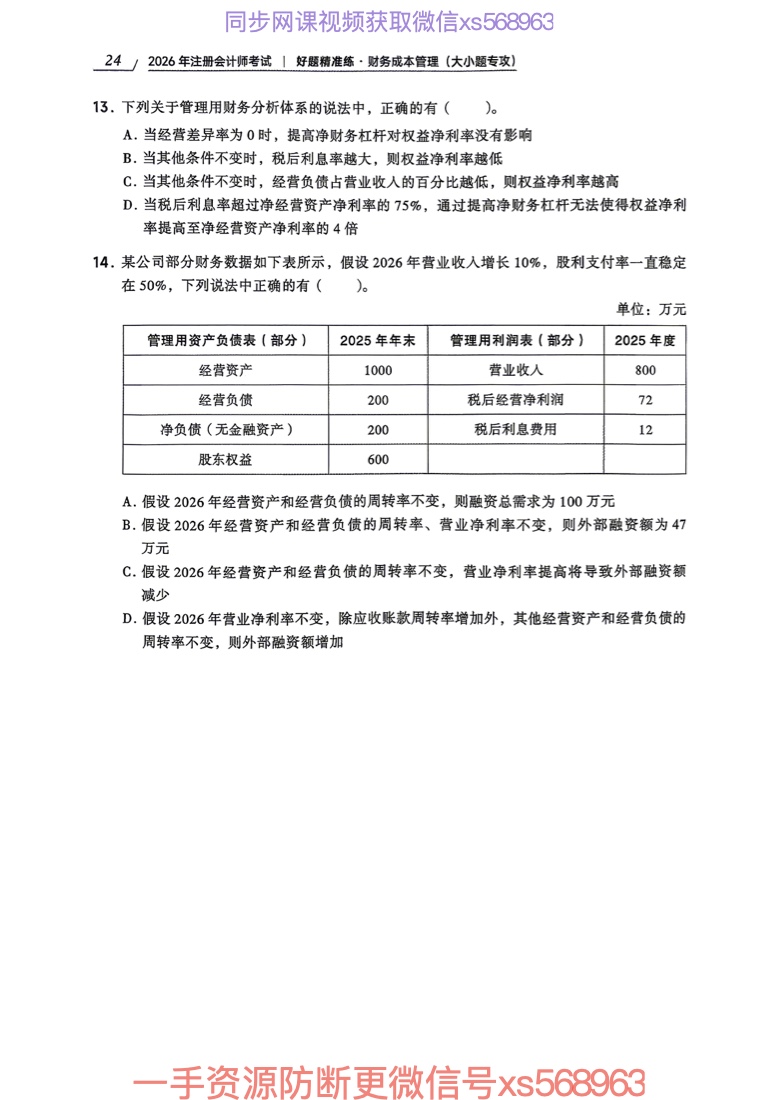 同步网课视频获取微信xs568963
24 / 2026年注册会计师考试 | 好题精准练·财务成本管理(大小题专攻)
13. 下列关于管理用财务分析体系的说法中,正确的有( )。
A. 当经营差异率为0时,提高净财务杠杆对权益净利率没有影响
B. 当其他条件不变时,税后利息率越大,则权益净利率越低
C. 当其他条件不变时,经营负债占营业收入的百分比越低,则权益净利率越高
D. 当税后利息率超过净经营资产净利率的75%,通过提高净财务杠杆无法使得权益净利
率提高至净经营资产净利率的4倍
14. 某公司部分财务数据如下表所示,假设2026年营业收入增长10%,股利支付率一直稳定
在50%,下列说法中正确的有( )。
单位:万元
管理用资产负债表(部分) 2025年年末 管理用利润表(部分) 2025年度
经营资产 1000 营业收入 800
经营负债 200 税后经营净利润 72
净负债(无金融资产) 200 税后利息费用 12
股东权益 600
A. 假设2026年经营资产和经营负债的周转率不变,则融资总需求为100万元
B. 假设2026年经营资产和经营负债的周转率、营业净利率不变,则外部融资额为47
万元
C. 假设2026年经营资产和经营负债的周转率不变,营业净利率提高将导致外部融资额
减少
D. 假设2026年营业净利率不变,除应收账款周转率增加外,其他经营资产和经营负债的
周转率不变,则外部融资额增加
一手资源防断更微信号xs568963